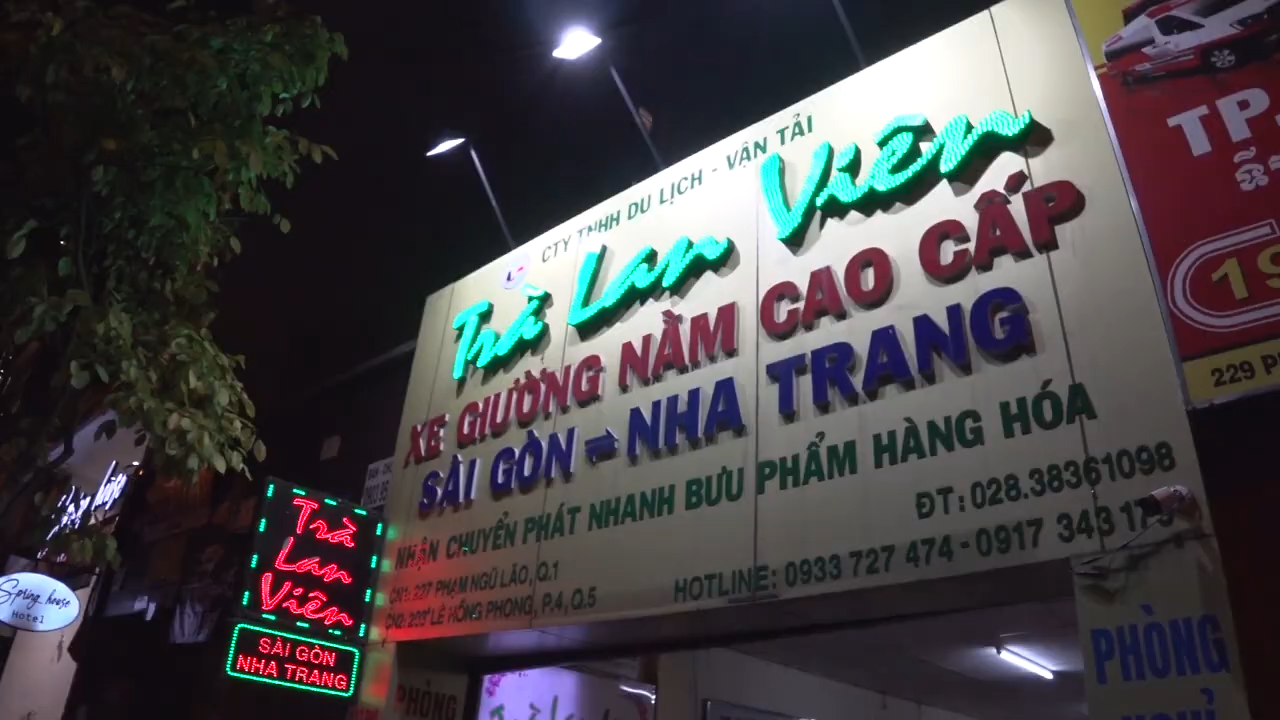 CTY TNHH DU LỊCH - VẬN TẢI
Trà Lan Viên
XE GIƯỜNG NẰM CAO CẤP
SÀI GÒN ⇌ NHA TRANG
NHẬN CHUYỂN PHÁT NHANH BƯU PHẨM HÀNG HÓA
ĐT: 028.38361098
HOTLINE: 0933 727 474 - 0917 343
CN1: 227 PHẠM NGŨ LÃO, Q.1
CN2: 203 LÊ HỒNG PHONG, P.4, Q.5
Trà
Lan
Viên
SÀI GÒN
NHA TRANG
Spring house
Hotel
TP.
19
229
PHÒNG
PHÒNG